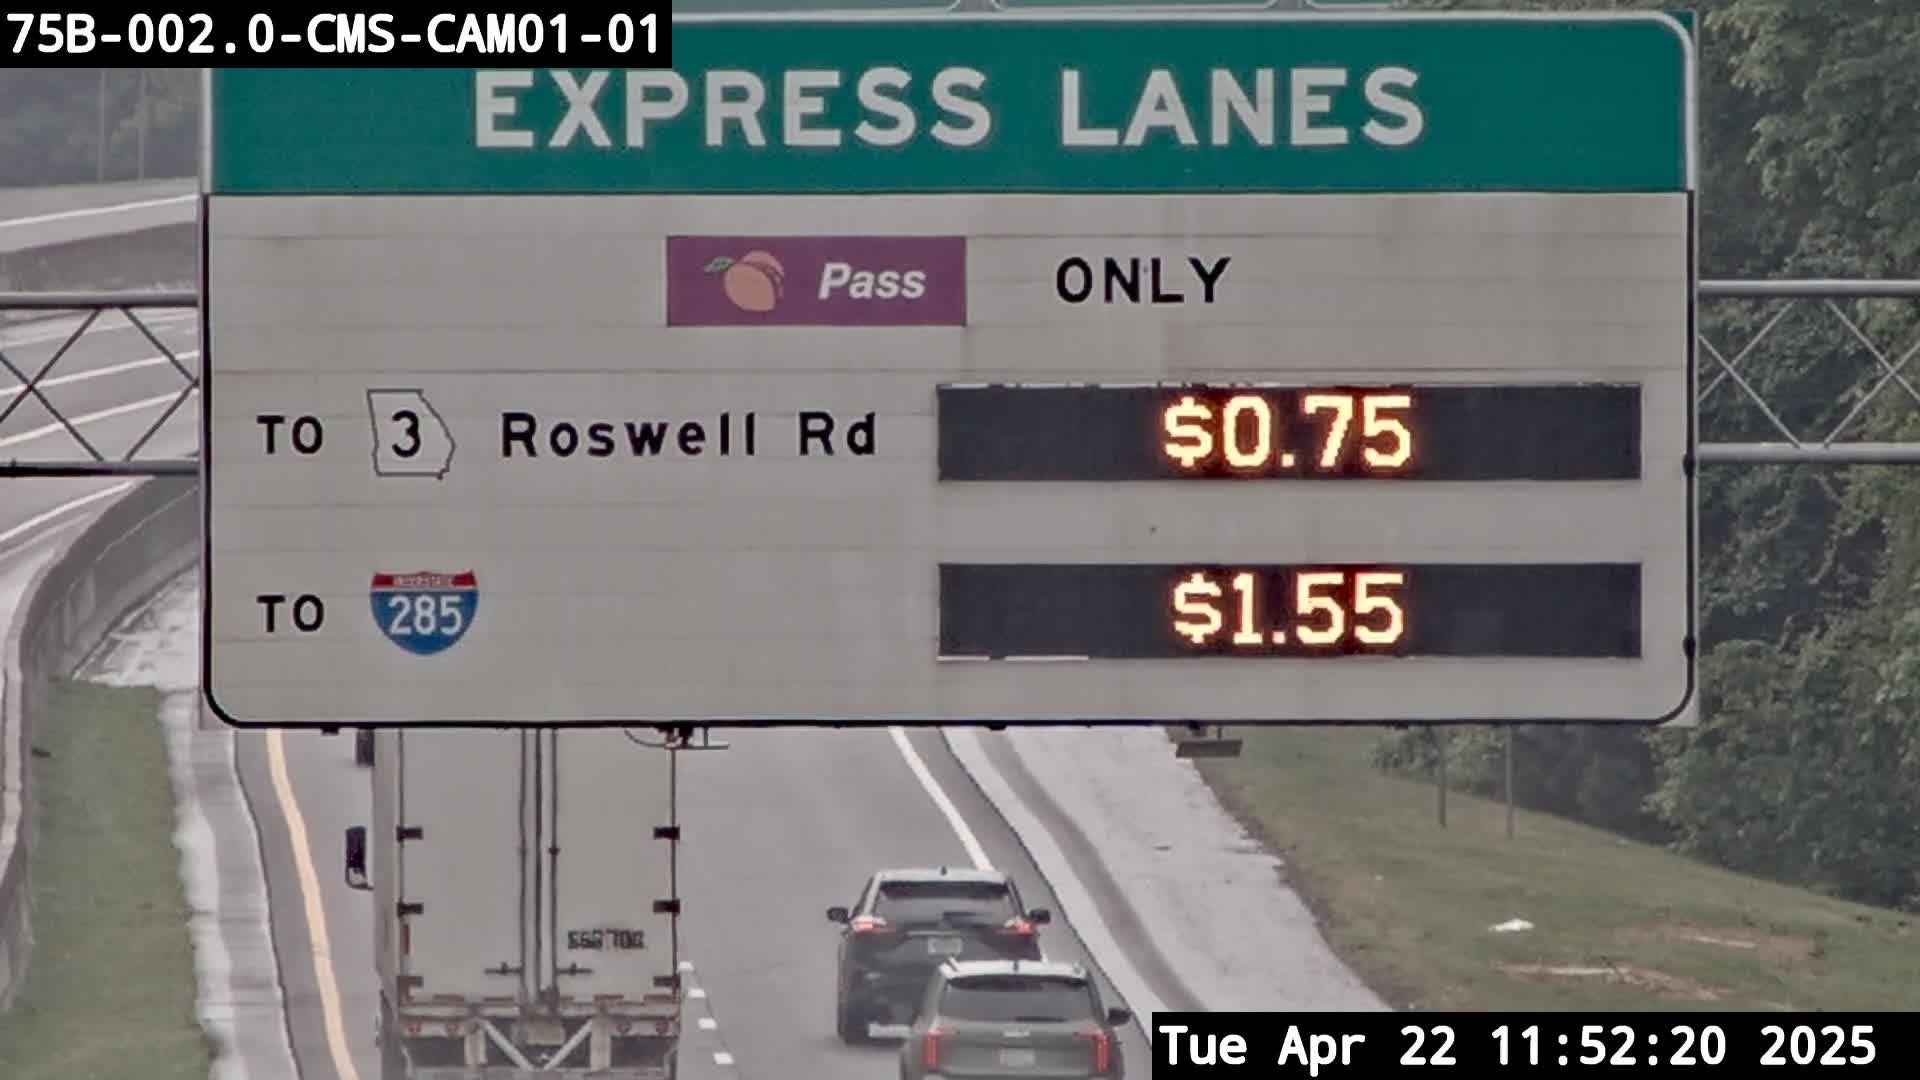 75B-002.0-CMS-CAM01-01
EXPRESS LANES
Pass ONLY
TO 3 Roswell Rd $0.75
INTERSTATE
TO 285 $1.55
Tue Apr 22 11:52:20 2025